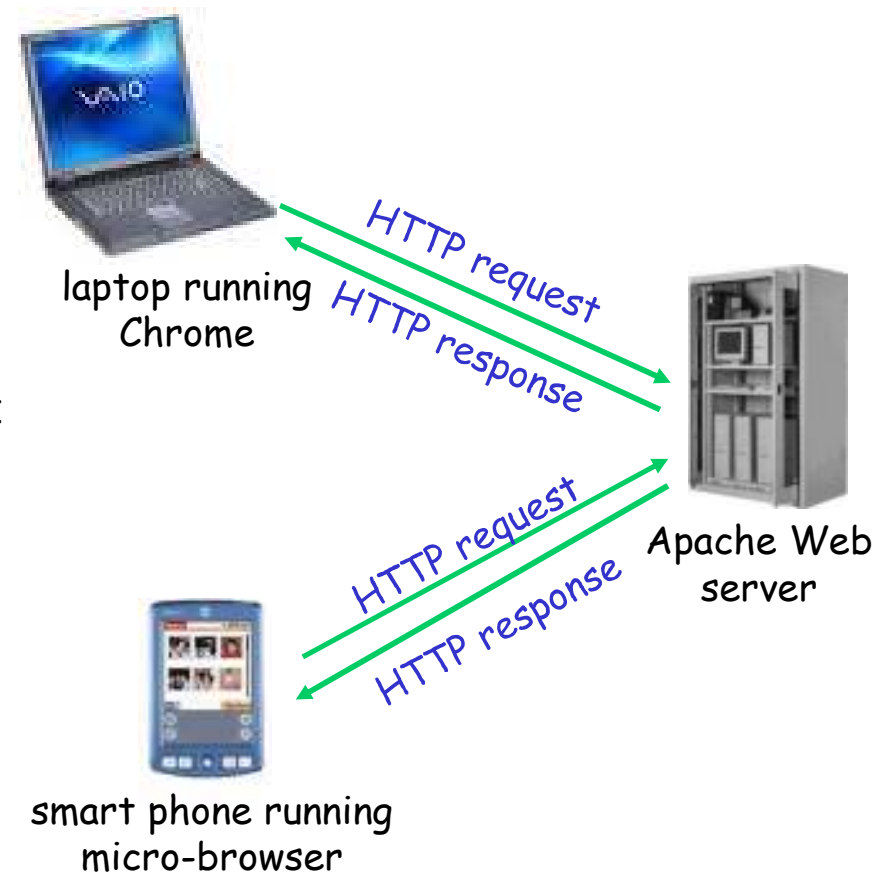 VAIO
HTTP request
laptop running
Chrome
HTTP response
HTTP request
Apache Web
server
HTTP response
smart phone running
micro-browser